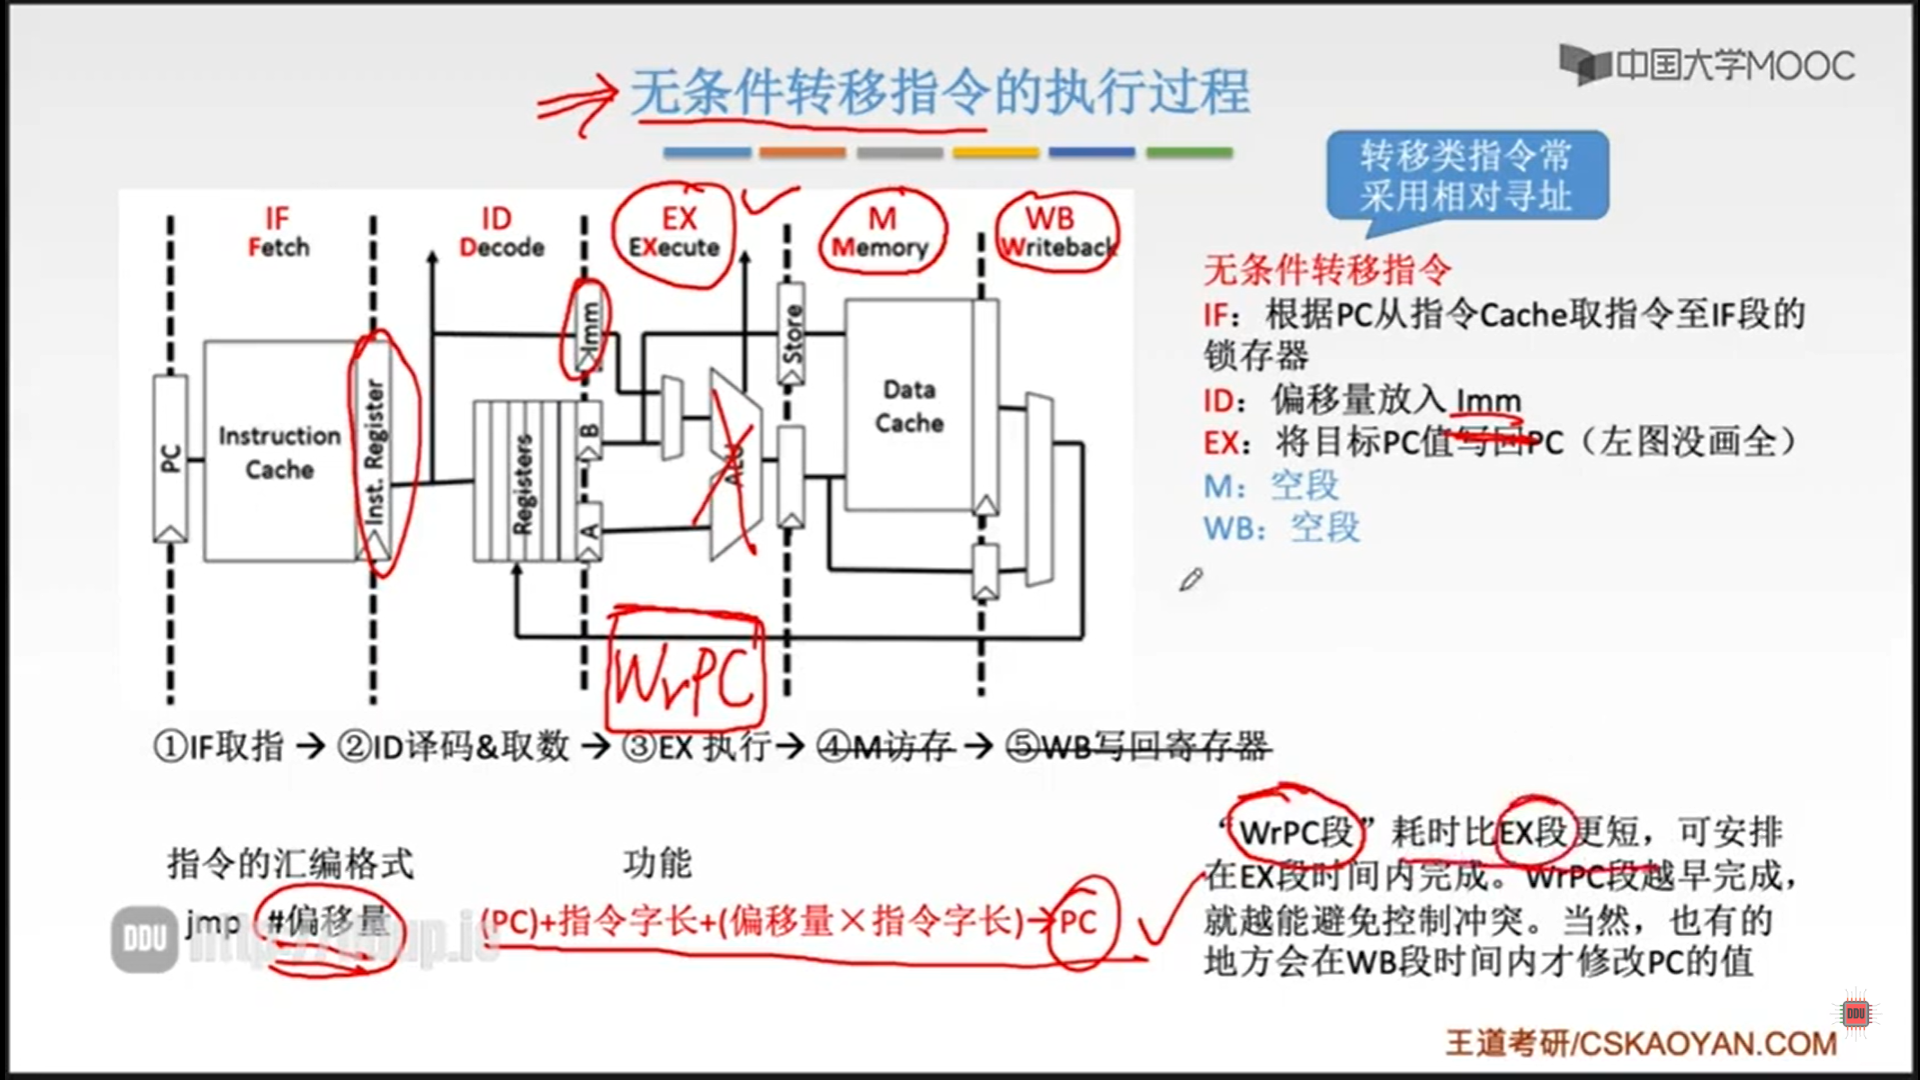 中国大学MOOC
无条件转移指令的执行过程
转移类指令常
采用相对寻址
IF
Fetch
ID
Decode
EX
EXecute
M
Memory
WB
Writeback
PC
Instruction
Cache
Inst. Register
Registers
Imm
B
A
ALU
Store
Data
Cache
WrPC
无条件转移指令
IF：根据PC从指令Cache取指令至IF段的
锁存器
ID：偏移量放入 Imm
EX：将目标PC值写回PC（左图没画全）
M：空段
WB：空段
①IF取指 → ②ID译码&取数 → ③EX 执行→ ④M访存 → ⑤WB写回寄存器
指令的汇编格式 功能
jmp #偏移量 (PC)+指令字长+(偏移量×指令字长)→PC
“WrPC段”耗时比EX段更短，可安排
在EX段时间内完成。WrPC段越早完成，
就越能避免控制冲突。当然，也有的
地方会在WB段时间内才修改PC的值
DDU
DDU
王道考研/CSKAOYAN.COM